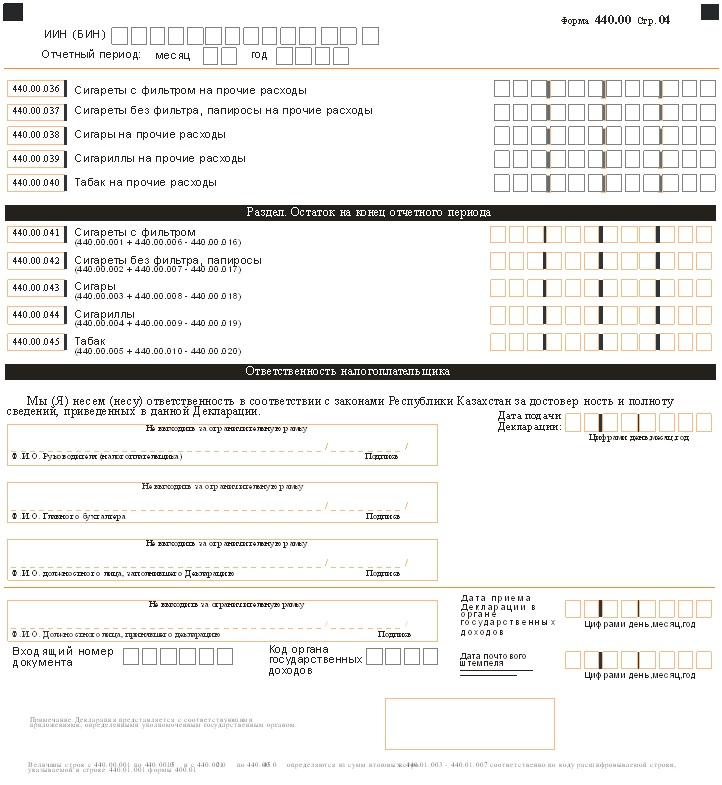 Форма 440.00 Стр. 04
ИИН (БИН)
Отчетный период: месяц год
440.00.036 Сигареты с фильтром на прочие расходы
440.00.037 Сигареты без фильтра, папиросы на прочие расходы
440.00.038 Сигары на прочие расходы
440.00.039 Сигариллы на прочие расходы
440.00.040 Табак на прочие расходы
Раздел. Остаток на конец отчетного периода
440.00.041 Сигареты с фильтром
(440.00.001 + 440.00.006 - 440.00.016)
440.00.042 Сигареты без фильтра, папиросы
(440.00.002 + 440.00.007 - 440.00.017)
440.00.043 Сигары
(440.00.003 + 440.00.008 - 440.00.018)
440.00.044 Сигариллы
(440.00.004 + 440.00.009 - 440.00.019)
440.00.045 Табак
(440.00.005 + 440.00.010 - 440.00.020)
Ответственность налогоплательщика
Мы (Я) несем (несу) ответственность в соответствии с законами Республики Казахстан за достовер ность и полноту
сведений, приведенных в данной Декларации.
Дата подачи
Декларации:
Цифрами день,месяц,год
Не выходить за ограничительную рамку
/ /
Ф.И.О. Руководителя (налогоплательщика) Подпись
Не выходить за ограничительную рамку
/ /
Ф.И.О. Главного бухгалтера Подпись
Не выходить за ограничительную рамку
/ /
Ф.И.О. должностного лица, заполнившего Декларацию Подпись
Не выходить за ограничительную рамку
/ /
Ф.И.О. Должностного лица, принявшего декларацию Подпись
Дата приема
Декларации в
органе
государственных
доходов
Цифрами день,месяц,год
Входящий номер
документа
Код органа
государственных
доходов
Дата почтового
штемпеля
Цифрами день,месяц,год
Примечание. Декларация представляется с соответствующими
приложениями, определенными уполномоченным государственным органом.
Величины строк с 440.00.001 по и с по определяются из сумм 440.01.003 - 440.01.007 соответственно по коду расшифровываемой строки,
указываемой в строке 440.01.001 формы 440.01